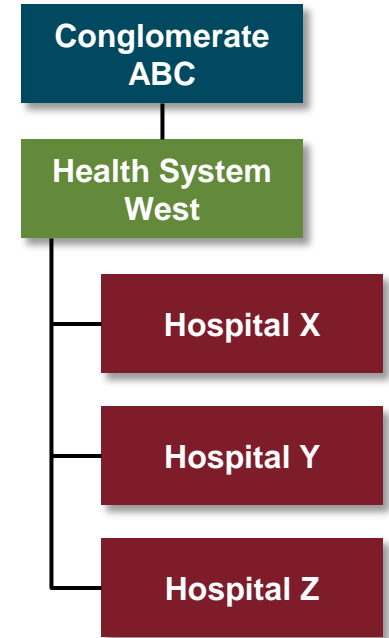 Conglomerate
ABC
Health System
West
Hospital X
Hospital Y
Hospital Z